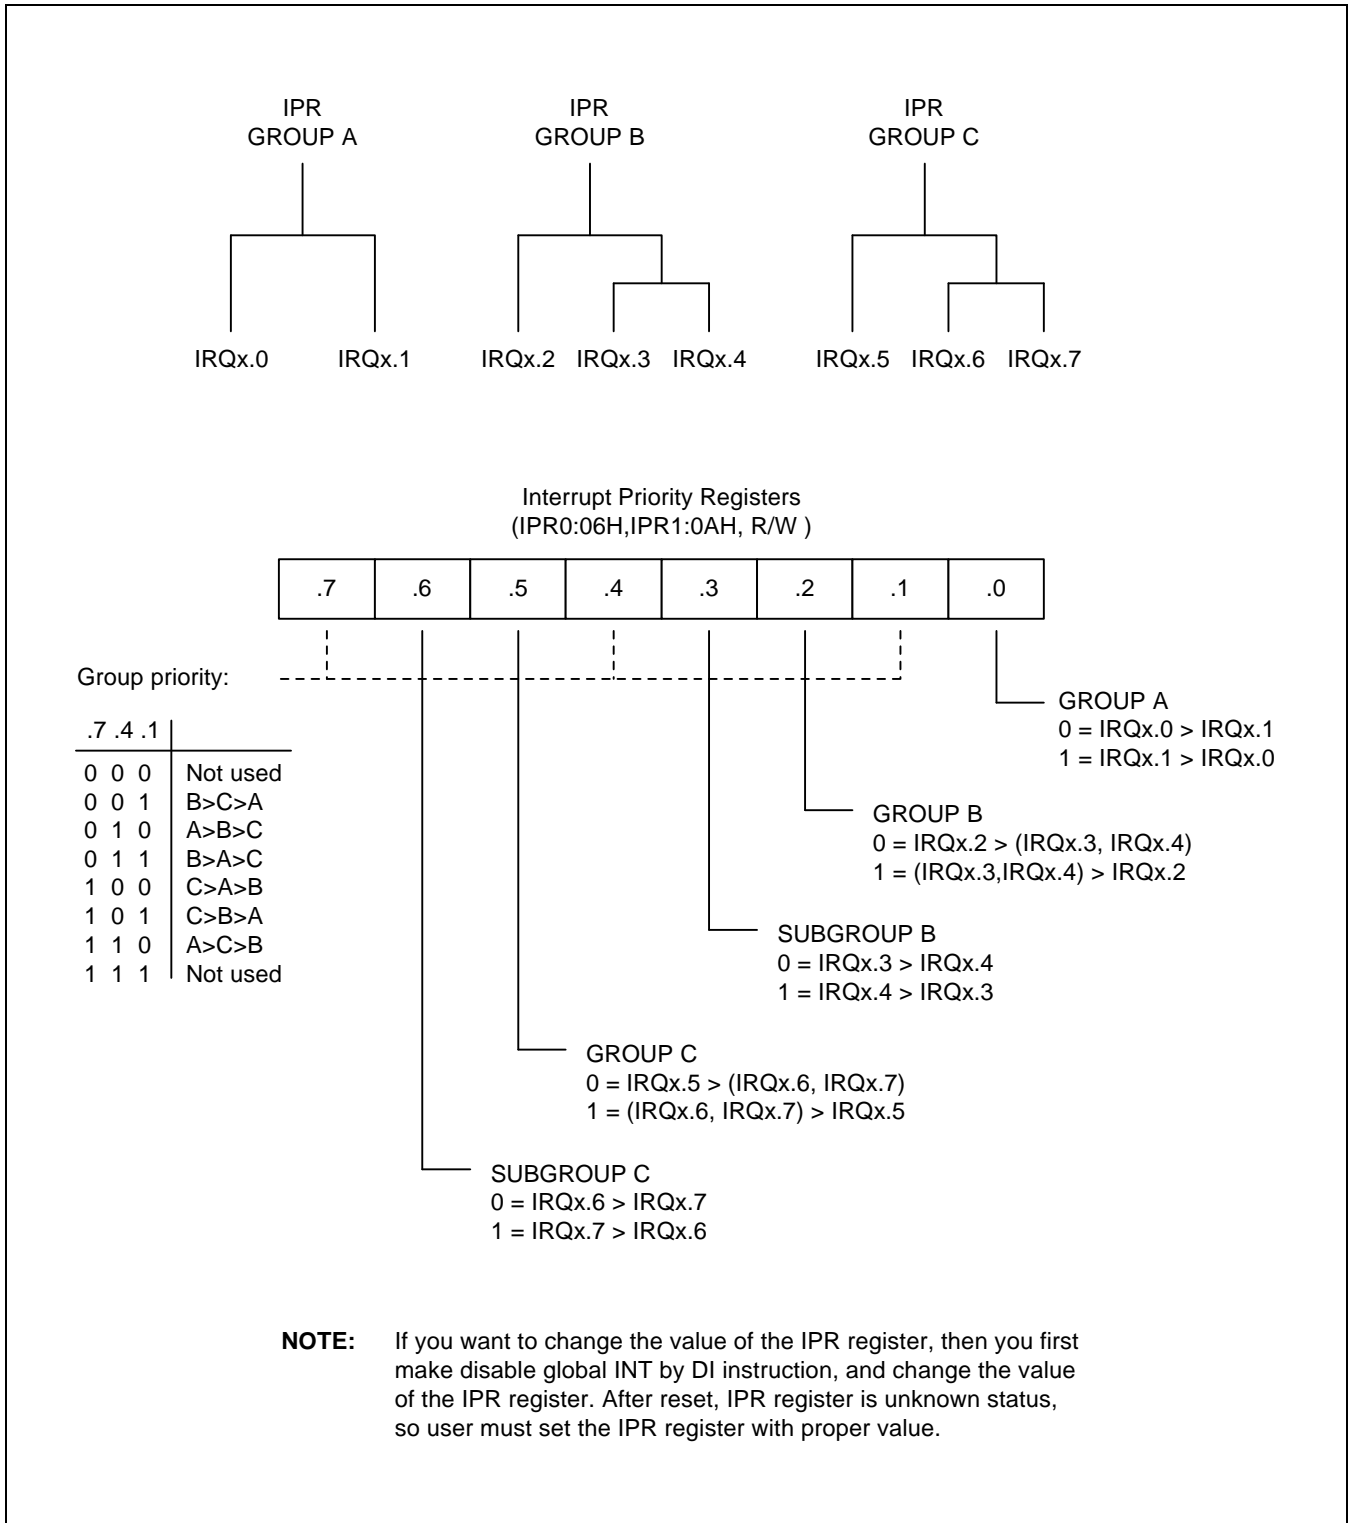 IPR
GROUP A
IPR
GROUP B
IPR
GROUP C
IRQx.0
IRQx.1
IRQx.2
IRQx.3
IRQx.4
IRQx.5
IRQx.6
IRQx.7
Interrupt Priority Registers
(IPR0:06H,IPR1:0AH, R/W )
.7 .6 .5 .4 .3 .2 .1 .0
Group priority:
.7 .4 .1
0 0 0 Not used
0 0 1 B>C>A
0 1 0 A>B>C
0 1 1 B>A>C
1 0 0 C>A>B
1 0 1 C>B>A
1 1 0 A>C>B
1 1 1 Not used
GROUP A
0 = IRQx.0 > IRQx.1
1 = IRQx.1 > IRQx.0
GROUP B
0 = IRQx.2 > (IRQx.3, IRQx.4)
1 = (IRQx.3,IRQx.4) > IRQx.2
SUBGROUP B
0 = IRQx.3 > IRQx.4
1 = IRQx.4 > IRQx.3
GROUP C
0 = IRQx.5 > (IRQx.6, IRQx.7)
1 = (IRQx.6, IRQx.7) > IRQx.5
SUBGROUP C
0 = IRQx.6 > IRQx.7
1 = IRQx.7 > IRQx.6
NOTE: If you want to change the value of the IPR register, then you first
make disable global INT by DI instruction, and change the value
of the IPR register. After reset, IPR register is unknown status,
so user must set the IPR register with proper value.